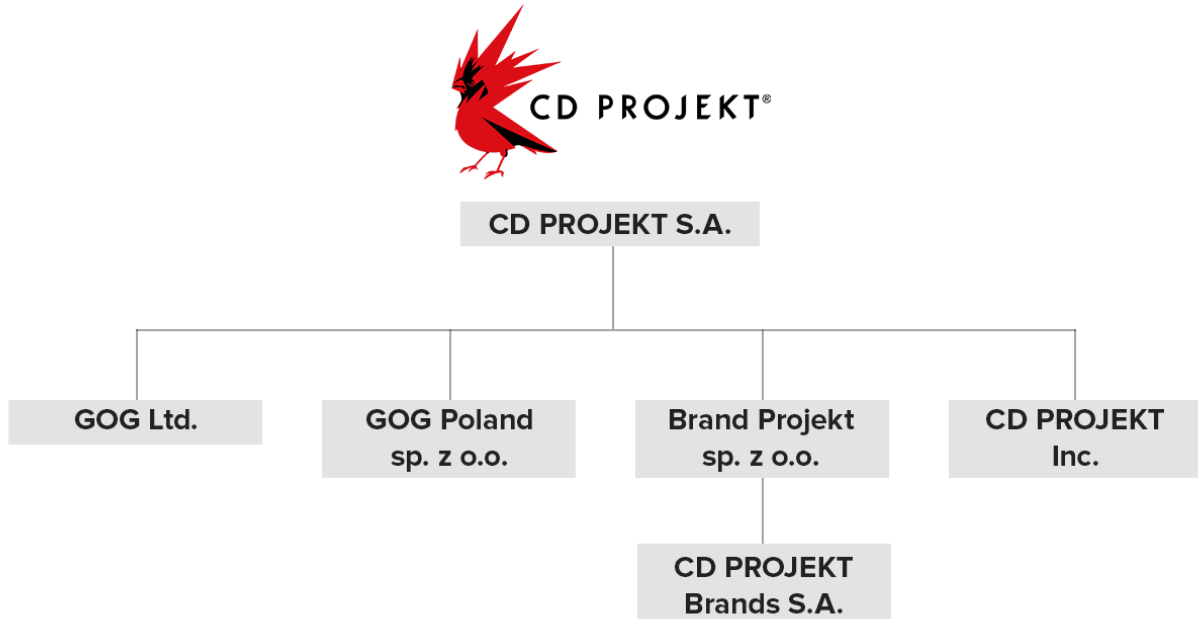 CD PROJEKT®
CD PROJEKT S.A.
GOG Ltd.
GOG Poland
sp. z o.o.
Brand Projekt
sp. z o.o.
CD PROJEKT
Inc.
CD PROJEKT
Brands S.A.